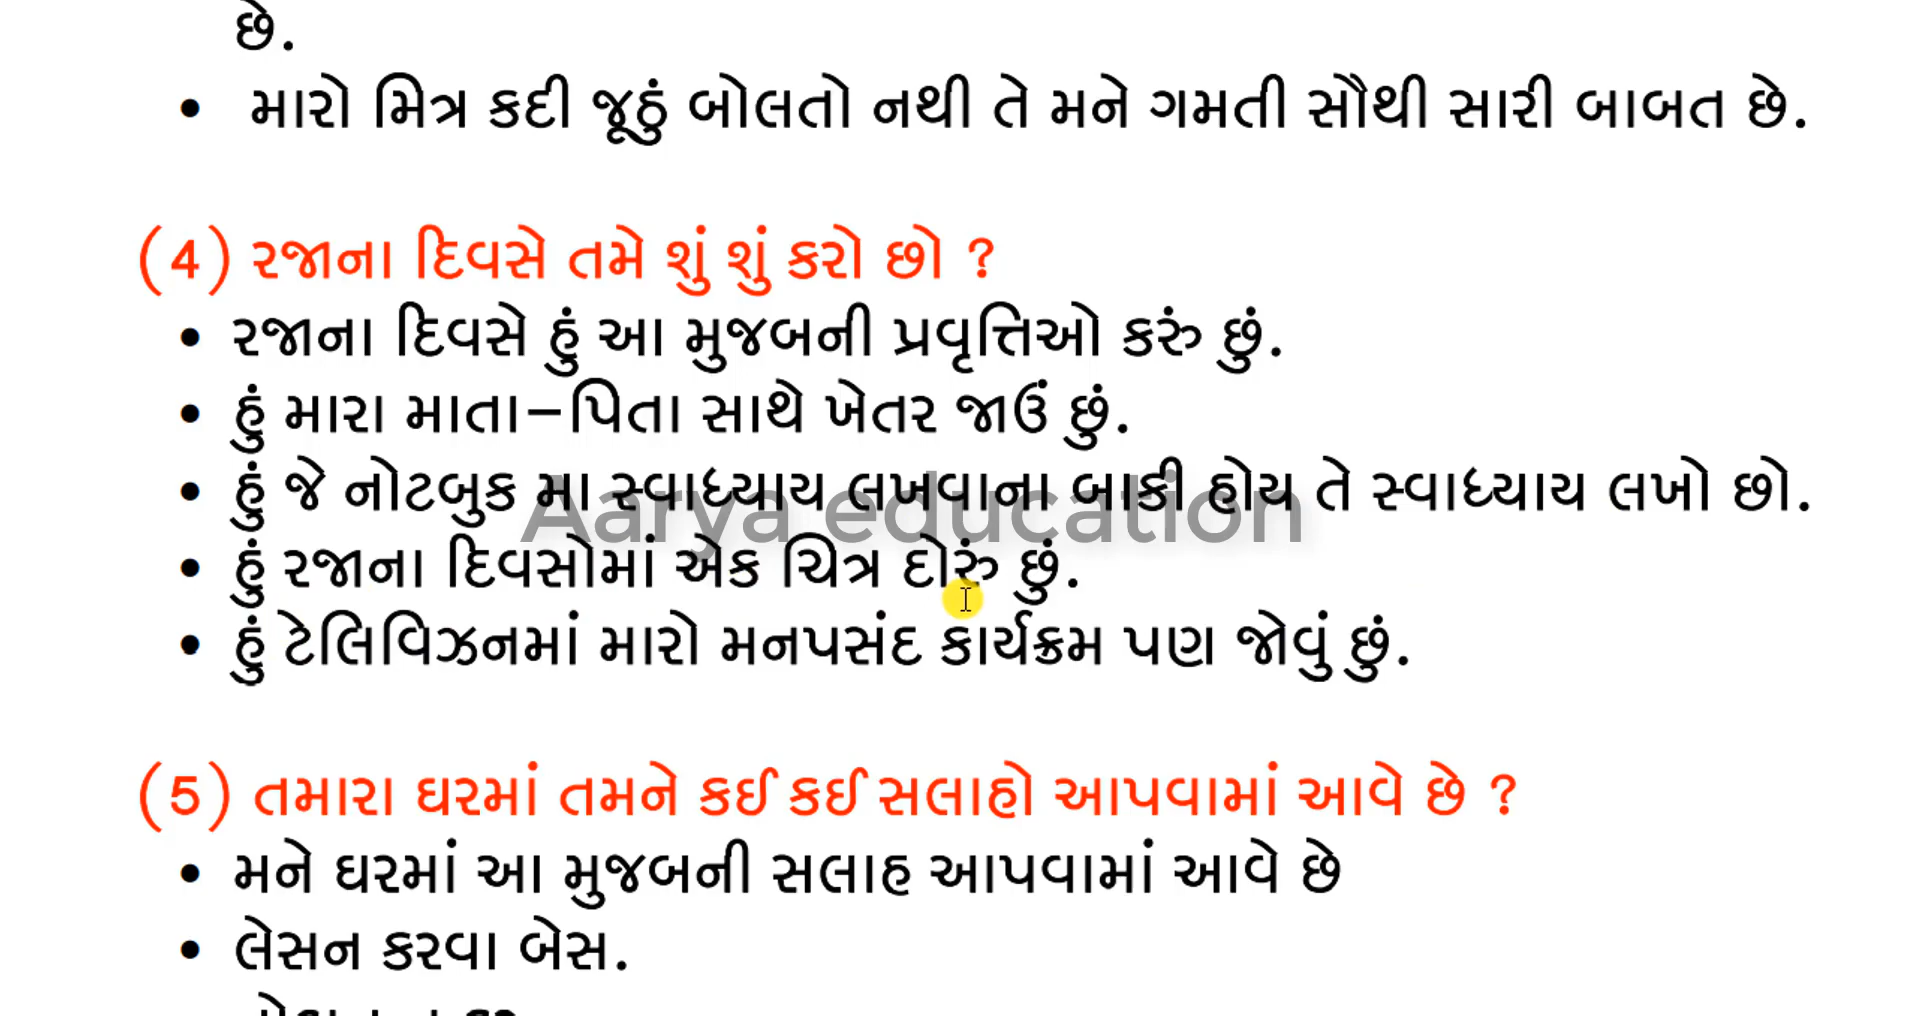 છે.
• મારો મિત્ર કદી જૂઠું બોલતો નથી તે મને ગમતી સૌથી સારી બાબત છે.
(4) રજાના દિવસે તમે શું શું કરો છો ?
• રજાના દિવસે હું આ મુજબની પ્રવૃત્તિઓ કરું છું.
• હું મારા માતા–પિતા સાથે ખેતર જાઉં છું.
• હું જે નોટબુક મા સ્વાધ્યાય લખવાના બાકી હોય તે સ્વાધ્યાય લખો છો.
Aarya education
• હું રજાના દિવસોમાં એક ચિત્ર દોરું છું.
• હું ટેલિવિઝનમાં મારો મનપસંદ કાર્યક્રમ પણ જોવું છું.
(5) તમારા ઘરમાં તમને કઈ કઈ સલાહો આપવામાં આવે છે ?
• મને ઘરમાં આ મુજબની સલાહ આપવામાં આવે છે
• લેસન કરવા બેસ.